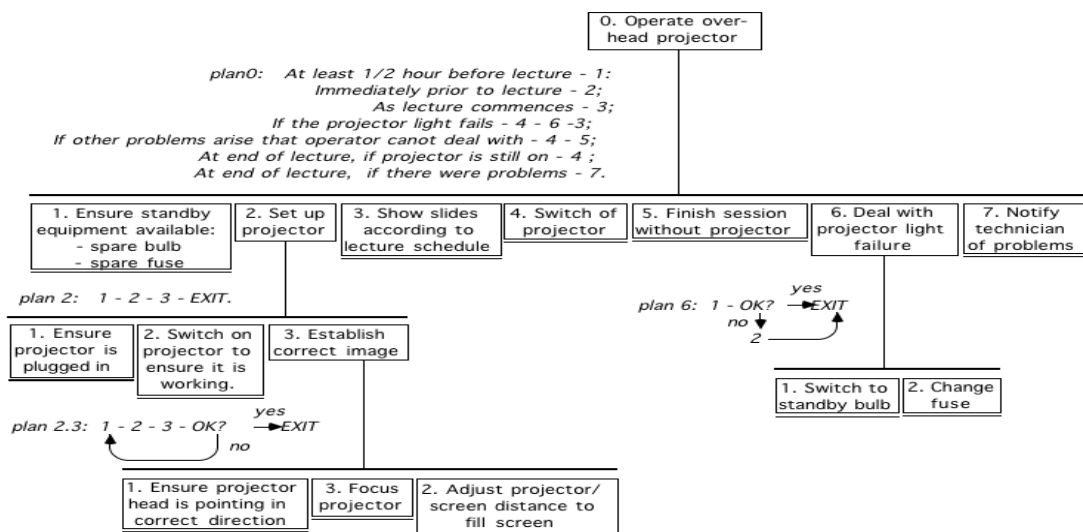 0. Operate over-
head projector
plan0: At least 1/2 hour before lecture - 1:
Immediately prior to lecture - 2;
As lecture commences - 3;
If the projector light fails - 4 - 6 -3;
If other problems arise that operator canot deal with - 4 - 5;
At end of lecture, if projector is still on - 4 ;
At end of lecture, if there were problems - 7.
1. Ensure standby
equipment available:
- spare bulb
- spare fuse
2. Set up
projector
3. Show slides
according to
lecture schedule
4. Switch of
projector
5. Finish session
without projector
6. Deal with
projector light
failure
7. Notify
technician
of problems
plan 2: 1 - 2 - 3 - EXIT.
plan 6: 1 - OK?
yes
EXIT
no
2
1. Ensure
projector is
plugged in
2. Switch on
projector to
ensure it is
working.
3. Establish
correct image
1. Switch to
standby bulb
2. Change
fuse
plan 2.3: 1 - 2 - 3 - OK?
yes
EXIT
no
1. Ensure projector
head is pointing in
correct direction
3. Focus
projector
2. Adjust projector/
screen distance to
fill screen